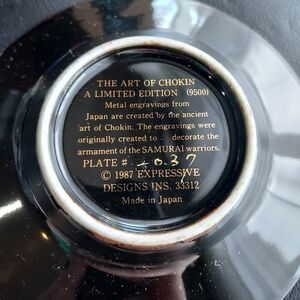 THE ART OF CHOKIN
A LIMITED EDITION (9500)
Metal engravings from
Japan are created by the ancient
art of Chokin. The engravings were
originally created to decorate the
armament of the SAMURAI warriors.
PLATE # 2037
© 1987 EXPRESSIVE
DESIGNS INS. 33312
Made in Japan